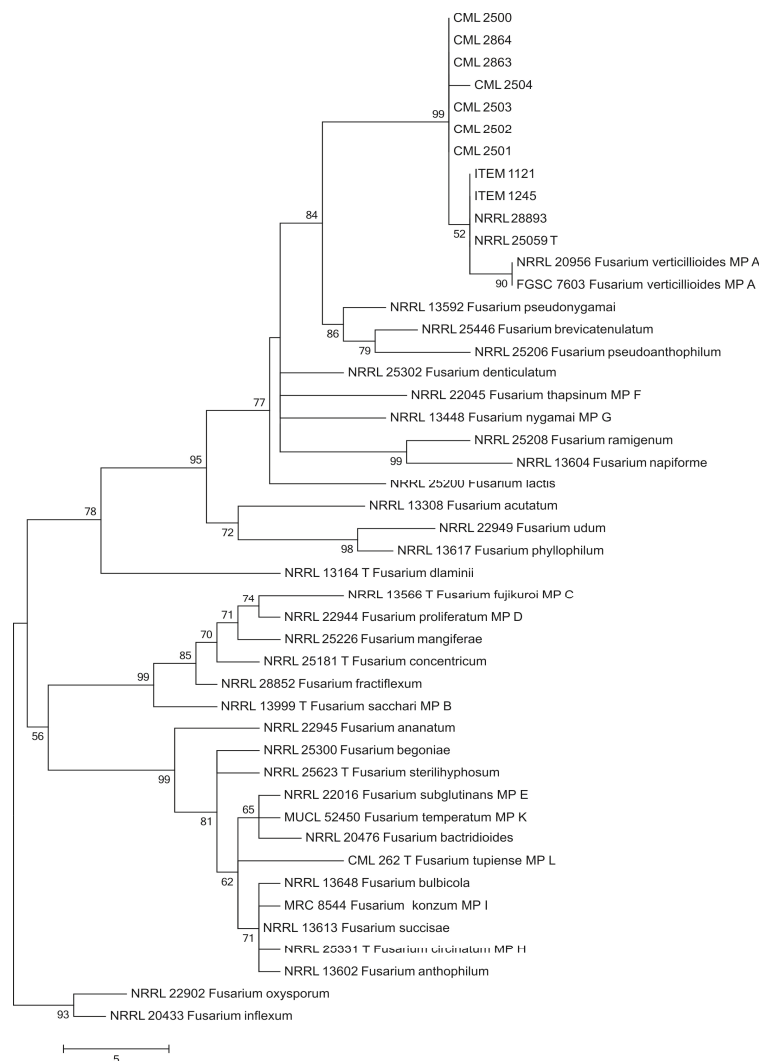 CML 2500
CML 2864
CML 2863
CML 2504
99
CML 2503
CML 2502
CML 2501
ITEM 1121
ITEM 1245
84
NRRL 28893
52
NRRL 25059 T
NRRL 20956 Fusarium verticillioides MP A
90
FGSC 7603 Fusarium verticillioides MP A
NRRL 13592 Fusarium pseudonygamai
86
NRRL 25446 Fusarium brevicatenulatum
79
NRRL 25206 Fusarium pseudoanthophilum
NRRL 25302 Fusarium denticulatum
77
NRRL 22045 Fusarium thapsinum MP F
NRRL 13448 Fusarium nygamai MP G
NRRL 25208 Fusarium ramigenum
95
99
NRRL 13604 Fusarium napiforme
NRRL 25200 Fusarium lactis
NRRL 13308 Fusarium acutatum
78
72
NRRL 22949 Fusarium udum
98
NRRL 13617 Fusarium phyllophilum
NRRL 13164 T Fusarium dlaminii
74
NRRL 13566 T Fusarium fujikuroi MP C
71
NRRL 22944 Fusarium proliferatum MP D
70
NRRL 25226 Fusarium mangiferae
85
NRRL 25181 T Fusarium concentricum
99
NRRL 28852 Fusarium fractiflexum
NRRL 13999 T Fusarium sacchari MP B
56
NRRL 22945 Fusarium ananatum
NRRL 25300 Fusarium begoniae
99
NRRL 25623 T Fusarium sterilihyphosum
NRRL 22016 Fusarium subglutinans MP E
65
81
MUCL 52450 Fusarium temperatum MP K
NRRL 20476 Fusarium bactridioides
CML 262 T Fusarium tupiense MP L
62
NRRL 13648 Fusarium bulbicola
MRC 8544 Fusarium konzum MP I
NRRL 13613 Fusarium succisae
71
NRRL 25331 T Fusarium circinatum MP H
NRRL 13602 Fusarium anthophilum
NRRL 22902 Fusarium oxysporum
93
NRRL 20433 Fusarium inflexum
5